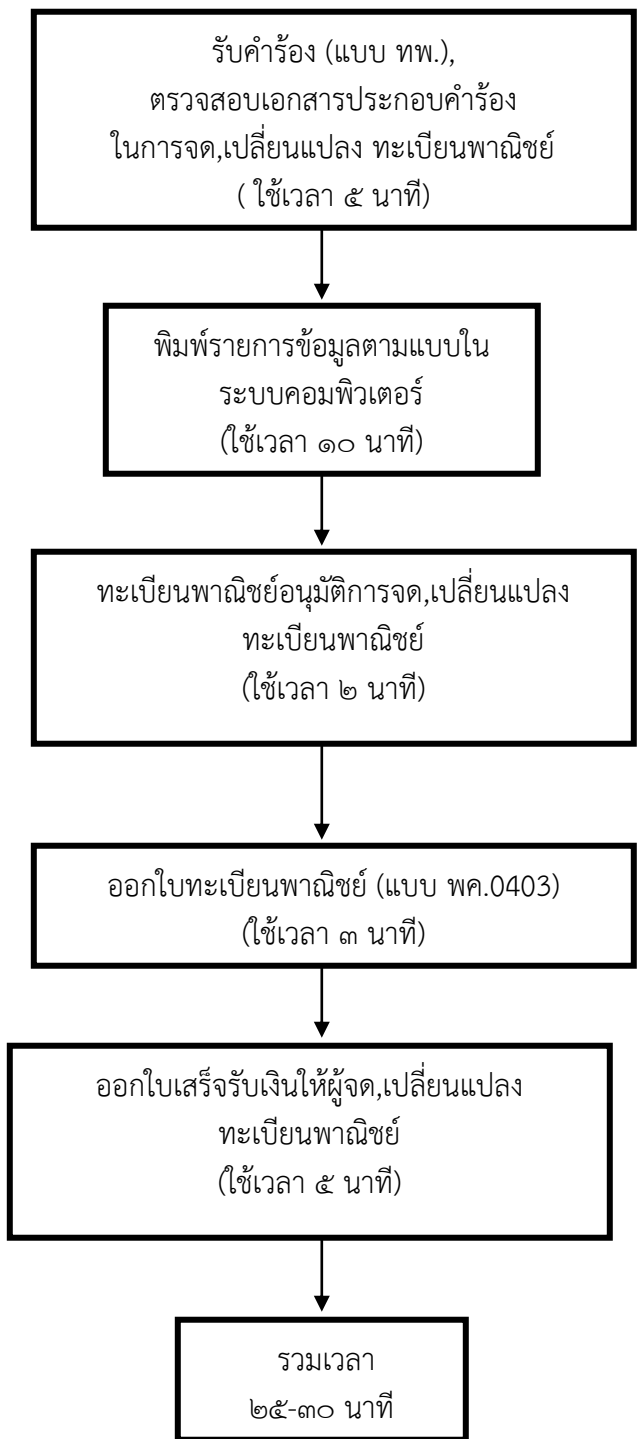 รับคำร้อง (แบบ ทพ.),
ตรวจสอบเอกสารประกอบคำร้อง
ในการจด,เปลี่ยนแปลง ทะเบียนพาณิชย์
( ใช้เวลา ๕ นาที)
พิมพ์รายการข้อมูลตามแบบใน
ระบบคอมพิวเตอร์
(ใช้เวลา ๑๐ นาที)
ทะเบียนพาณิชย์อนุมัติการจด,เปลี่ยนแปลง
ทะเบียนพาณิชย์
(ใช้เวลา ๒ นาที)
ออกใบทะเบียนพาณิชย์ (แบบ พค.0403)
(ใช้เวลา ๓ นาที)
ออกใบเสร็จรับเงินให้ผู้จด,เปลี่ยนแปลง
ทะเบียนพาณิชย์
(ใช้เวลา ๕ นาที)
รวมเวลา
๒๕-๓๐ นาที